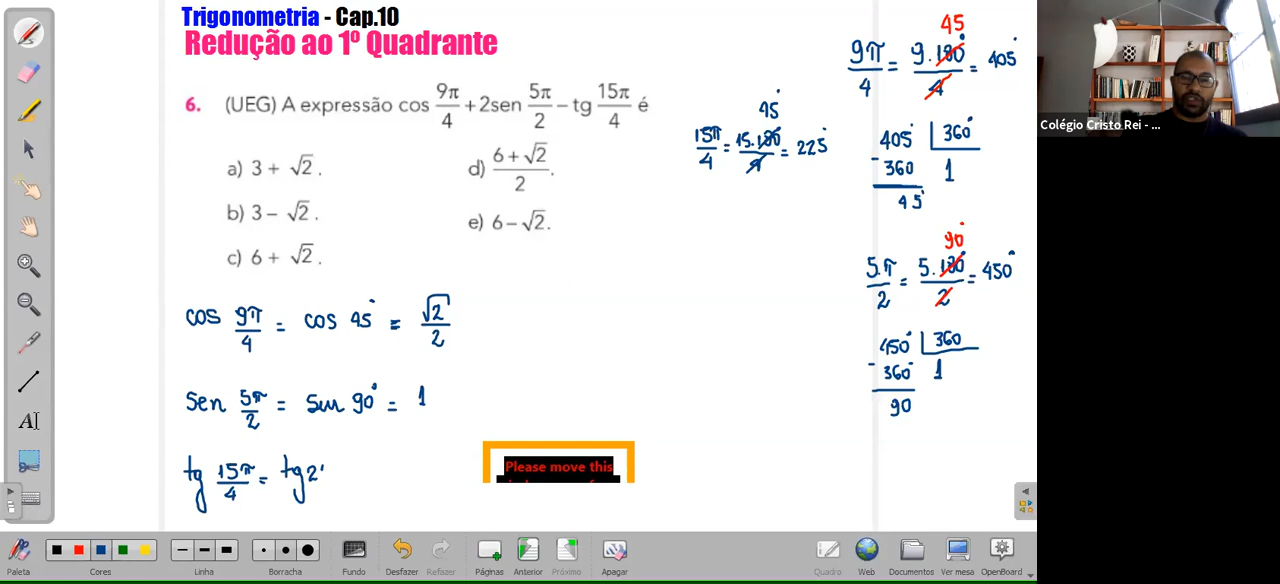 Trigonometria - Cap.10
Redução ao 1º Quadrante
6. (UEG) A expressão cos 9π/4 + 2sen 5π/2 − tg 15π/4 é
a) 3 + √2.
b) 3 − √2.
c) 6 + √2.
d) (6 + √2)/2.
e) 6 − √2.
cos 9π/4 = cos 45° = √2/2
sen 5π/2 = sen 90° = 1
tg 15π/4 = tg 2
45°
15π/4 = 15.180°/4 = 225°
45
9π/4 = 9.180°/4 = 405°
405° 360°
-360 1
45°
90°
5.π/2 = 5.180°/2 = 450°
450° 360
-360° 1
90
Please move this
Colégio Cristo Rei - ...
A
Paleta
Cores
Linha
Borracha
Fundo
Desfazer
Refazer
Páginas
Anterior
Próximo
Apagar
Quadro
Web
Documentos
Ver mesa
OpenBoard